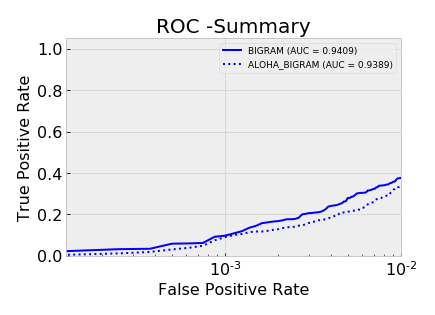 ROC -Summary
True Positive Rate
1.0
0.8
0.6
0.4
0.2
0.0
BIGRAM (AUC = 0.9409)
ALOHA_BIGRAM (AUC = 0.9389)
10⁻³
10⁻²
False Positive Rate